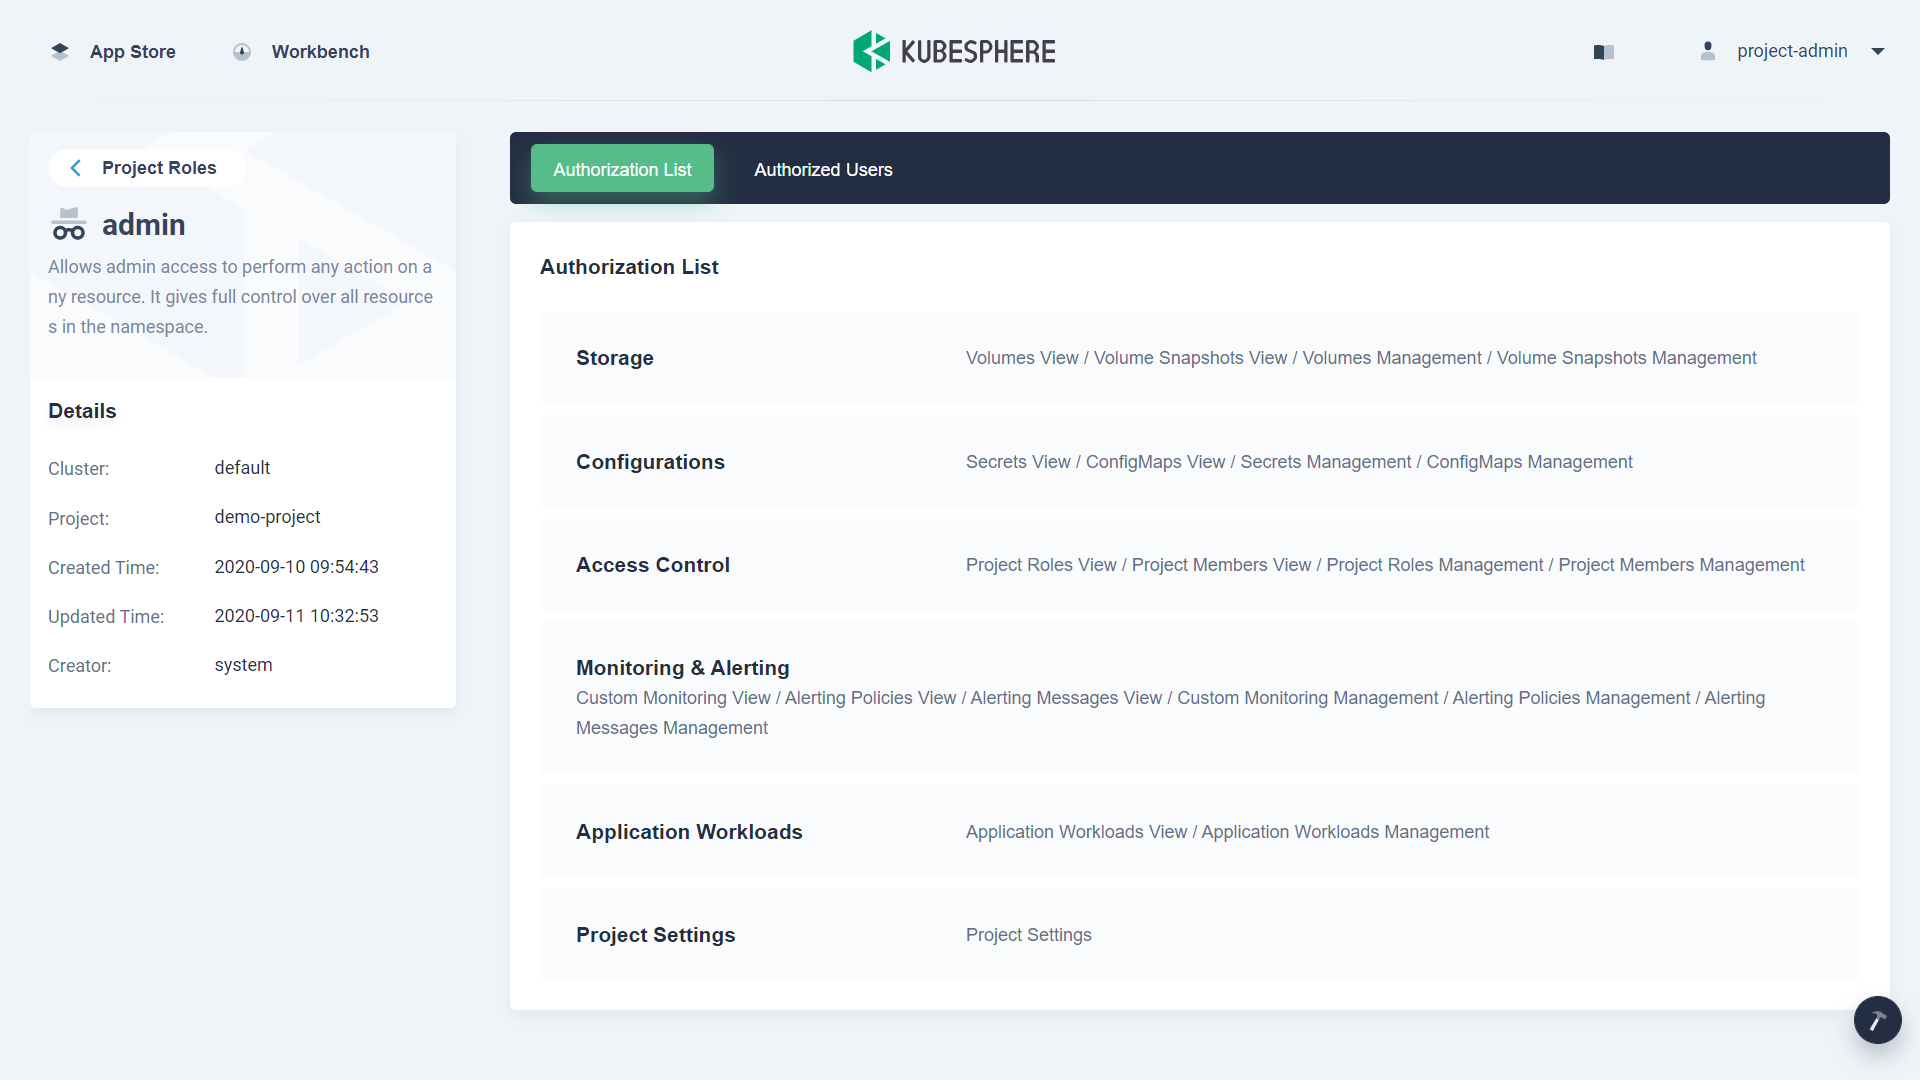 App Store
Workbench
KUBESPHERE
project-admin
Project Roles
admin
Allows admin access to perform any action on a
ny resource. It gives full control over all resource
s in the namespace.
Details
Cluster: default
Project: demo-project
Created Time: 2020-09-10 09:54:43
Updated Time: 2020-09-11 10:32:53
Creator: system
Authorization List
Authorized Users
Authorization List
Storage
Volumes View / Volume Snapshots View / Volumes Management / Volume Snapshots Management
Configurations
Secrets View / ConfigMaps View / Secrets Management / ConfigMaps Management
Access Control
Project Roles View / Project Members View / Project Roles Management / Project Members Management
Monitoring & Alerting
Custom Monitoring View / Alerting Policies View / Alerting Messages View / Custom Monitoring Management / Alerting Policies Management / Alerting
Messages Management
Application Workloads
Application Workloads View / Application Workloads Management
Project Settings
Project Settings